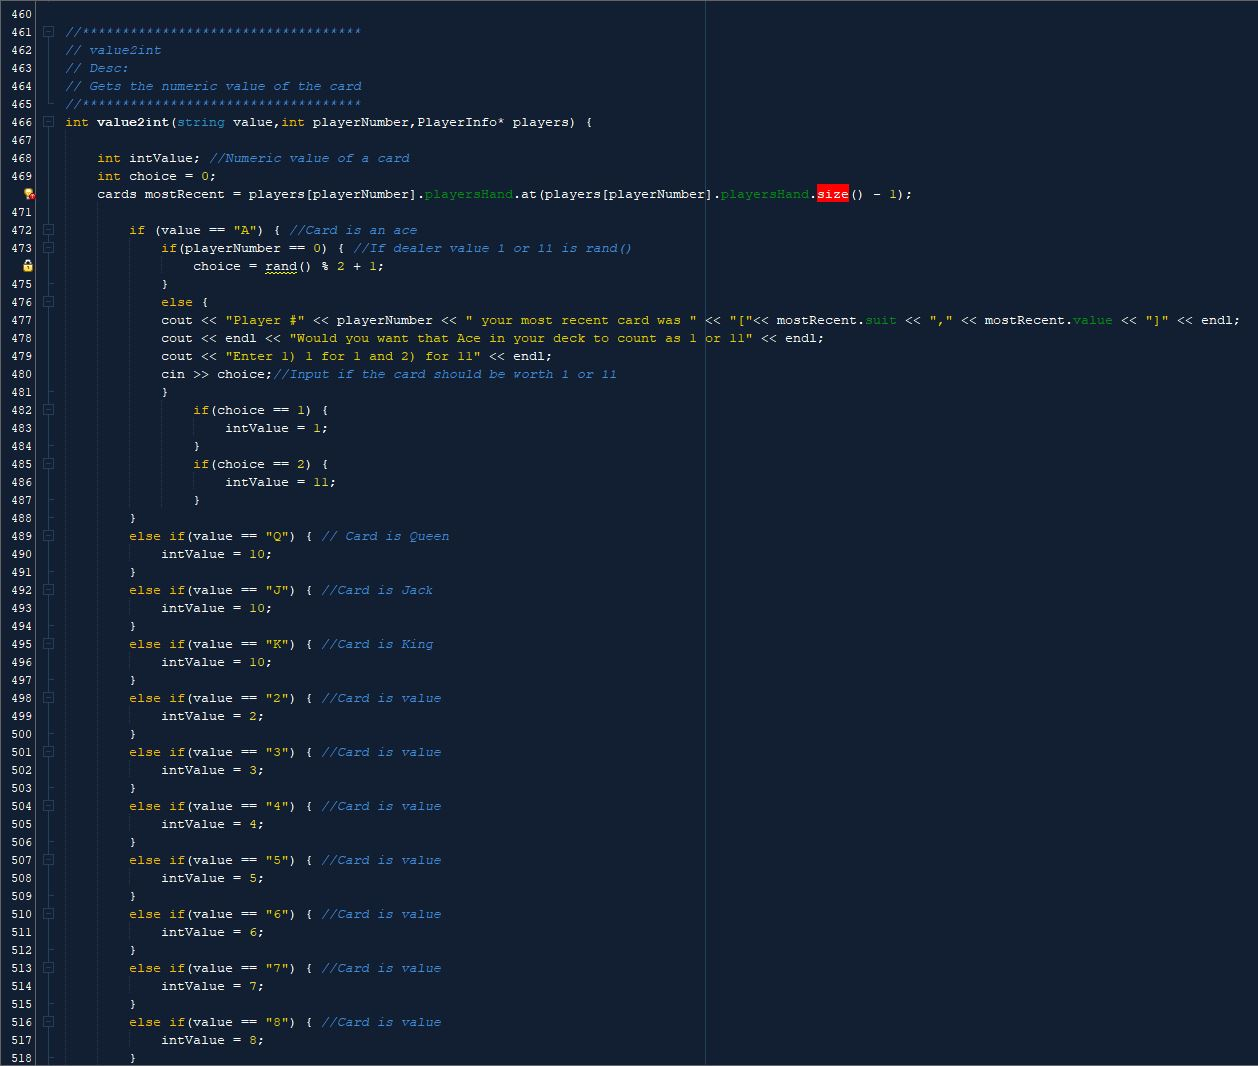 460
461 //***********************************
462 // value2int
463 // Desc:
464 // Gets the numeric value of the card
465 //***********************************
466 int value2int(string value,int playerNumber,PlayerInfo* players) {
467
468 int intValue; //Numeric value of a card
469 int choice = 0;
cards mostRecent = players[playerNumber].playersHand.at(players[playerNumber].playersHand.size() - 1);
471
472 if (value == "A") { //Card is an ace
473 if(playerNumber == 0) { //If dealer value 1 or 11 is rand()
choice = rand() % 2 + 1;
475 }
476 else {
477 cout << "Player #" << playerNumber << " your most recent card was " << "["<< mostRecent.suit << "," << mostRecent.value << "]" << endl;
478 cout << endl << "Would you want that Ace in your deck to count as 1 or 11" << endl;
479 cout << "Enter 1) 1 for 1 and 2) for 11" << endl;
480 cin >> choice;//Input if the card should be worth 1 or 11
481 }
482 if(choice == 1) {
483 intValue = 1;
484 }
485 if(choice == 2) {
486 intValue = 11;
487 }
488 }
489 else if(value == "Q") { // Card is Queen
490 intValue = 10;
491 }
492 else if(value == "J") { //Card is Jack
493 intValue = 10;
494 }
495 else if(value == "K") { //Card is King
496 intValue = 10;
497 }
498 else if(value == "2") { //Card is value
499 intValue = 2;
500 }
501 else if(value == "3") { //Card is value
502 intValue = 3;
503 }
504 else if(value == "4") { //Card is value
505 intValue = 4;
506 }
507 else if(value == "5") { //Card is value
508 intValue = 5;
509 }
510 else if(value == "6") { //Card is value
511 intValue = 6;
512 }
513 else if(value == "7") { //Card is value
514 intValue = 7;
515 }
516 else if(value == "8") { //Card is value
517 intValue = 8;
518 }